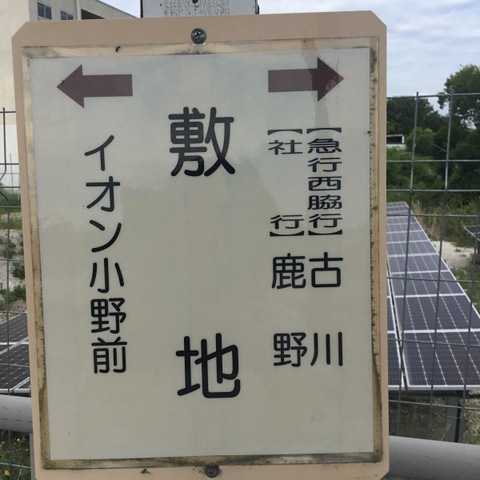 【急行西脇行】古川
【社行】鹿野
敷地
イオン小野前